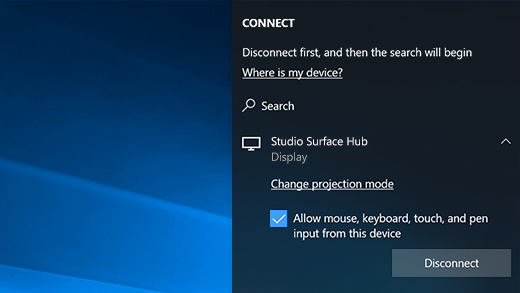 CONNECT
Disconnect first, and then the search will begin
Where is my device?
Search
Studio Surface Hub
Display
Change projection mode
Allow mouse, keyboard, touch, and pen
input from this device
Disconnect